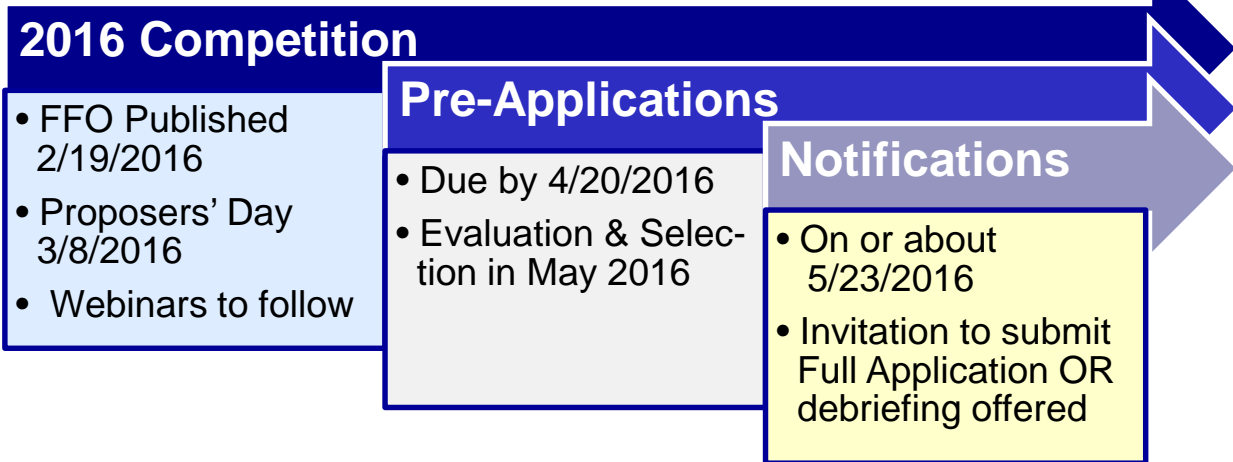 2016 Competition
• FFO Published
2/19/2016
• Proposers’ Day
3/8/2016
• Webinars to follow
Pre-Applications
• Due by 4/20/2016
• Evaluation & Selec-
tion in May 2016
Notifications
• On or about
5/23/2016
• Invitation to submit
Full Application OR
debriefing offered